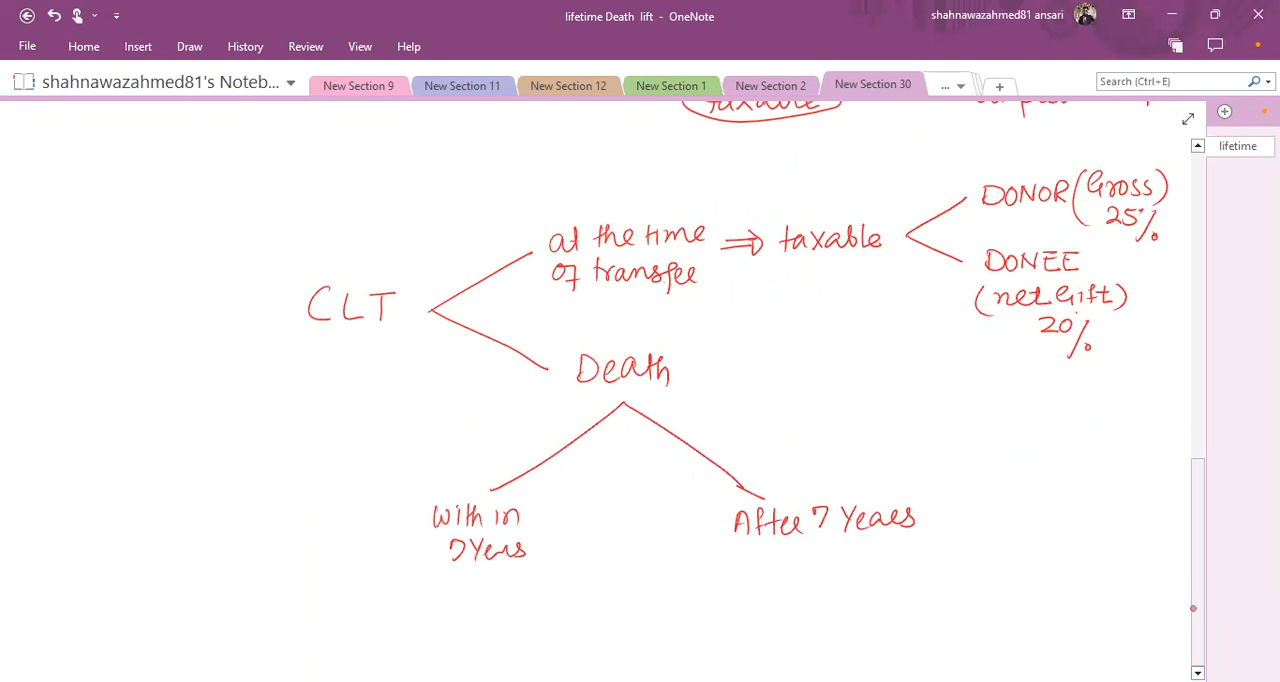 lifetime Death lift - OneNote
shahnawazahmed81 ansari
File Home Insert Draw History Review View Help
shahnawazahmed81's Noteb...
New Section 9 New Section 11 New Section 12 New Section 1 New Section 2 New Section 30 ...
Search (Ctrl+E)
lifetime
taxable
DONOR (Gross)
25%
at the time ⇒ taxable
of transfee
DONEE
(net Gift)
20%
CLT
Death
With in
7 Yers
After 7 Years